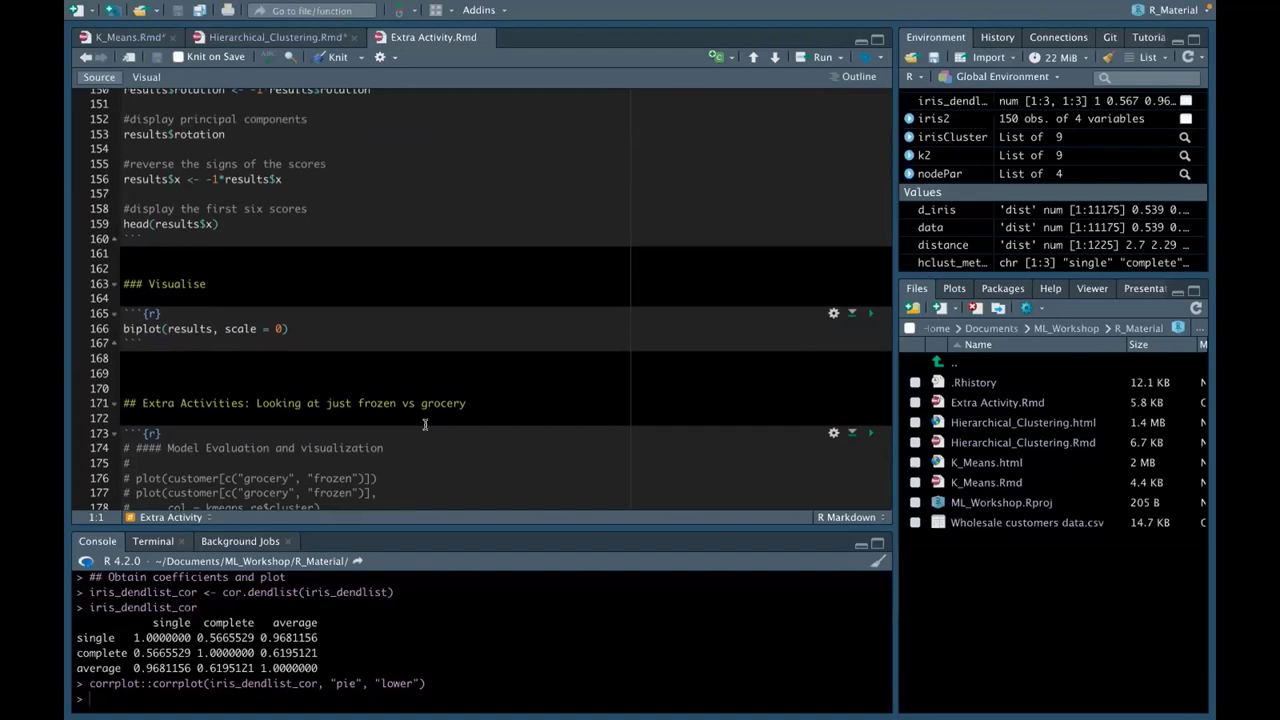 Go to file/function
Addins
R_Material
K_Means.Rmd*
Hierarchical_Clustering.Rmd*
Extra Activity.Rmd
Knit on Save
Knit
Run
Source
Visual
Outline
150 results$rotation <- -1*results$rotation
151
152 #display principal components
153 results$rotation
154
155 #reverse the signs of the scores
156 results$x <- -1*results$x
157
158 #display the first six scores
159 head(results$x)
160 ```
161
162
163 ### Visualise
164
165 ```{r}
166 biplot(results, scale = 0)
167 ```
168
169
170
171 ## Extra Activities: Looking at just frozen vs grocery
172
173 ```{r}
174 # #### Model Evaluation and visualization
175 #
176 # plot(customer[c("grocery", "frozen")])
177 # plot(customer[c("grocery", "frozen")],
178 # col = kmeans.re$cluster)
1:1
Extra Activity
R Markdown
Console
Terminal
Background Jobs
R 4.2.0 · ~/Documents/ML_Workshop/R_Material/
> ## Obtain coefficients and plot
> iris_dendlist_cor <- cor.dendlist(iris_dendlist)
> iris_dendlist_cor
single complete average
single 1.0000000 0.5665529 0.9681156
complete 0.5665529 1.0000000 0.6195121
average 0.9681156 0.6195121 1.0000000
> corrplot::corrplot(iris_dendlist_cor, "pie", "lower")
>
Environment
History
Connections
Git
Tutoria
Import
22 MiB
List
R
Global Environment
iris_dendl… num [1:3, 1:3] 1 0.567 0.96…
iris2 150 obs. of 4 variables
irisCluster List of 9
k2 List of 9
nodePar List of 4
Values
d_iris 'dist' num [1:11175] 0.539 0…
data 'dist' num [1:11175] 0.539 0…
distance 'dist' num [1:1225] 2.7 2.29 …
hclust_met… chr [1:3] "single" "complete"…
Files
Plots
Packages
Help
Viewer
Presenta
Home
Documents
ML_Workshop
R_Material
...
Name
Size
M
..
.Rhistory 12.1 KB N
Extra Activity.Rmd 5.8 KB N
Hierarchical_Clustering.html 1.4 MB N
Hierarchical_Clustering.Rmd 6.7 KB N
K_Means.html 2 MB N
K_Means.Rmd 4.4 KB N
ML_Workshop.Rproj 205 B N
Wholesale customers data.csv 14.7 KB N